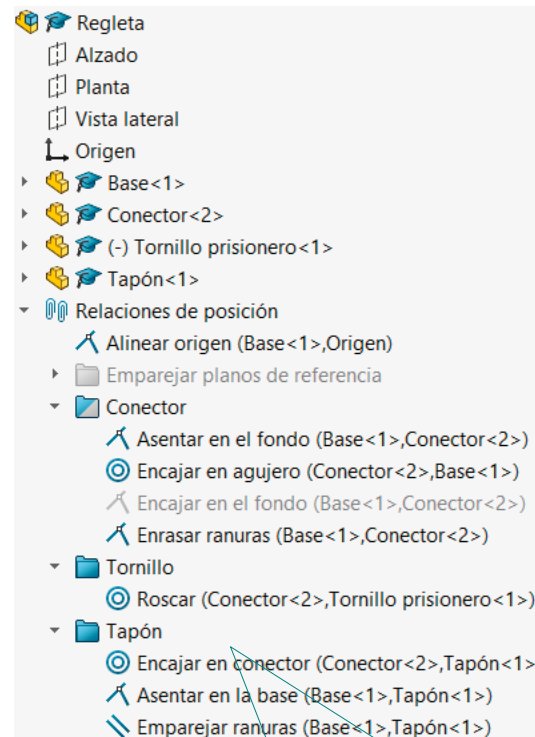 Regleta
Alzado
Planta
Vista lateral
Origen
Base<1>
Conector<2>
(-) Tornillo prisionero<1>
Tapón<1>
Relaciones de posición
Alinear origen (Base<1>,Origen)
Emparejar planos de referencia
Conector
Asentar en el fondo (Base<1>,Conector<2>)
Encajar en agujero (Conector<2>,Base<1>)
Encajar en el fondo (Base<1>,Conector<2>)
Enrasar ranuras (Base<1>,Conector<2>)
Tornillo
Roscar (Conector<2>,Tornillo prisionero<1>)
Tapón
Encajar en conector (Conector<2>,Tapón<1>
Asentar en la base (Base<1>,Tapón<1>)
Emparejar ranuras (Base<1>,Tapón<1>)